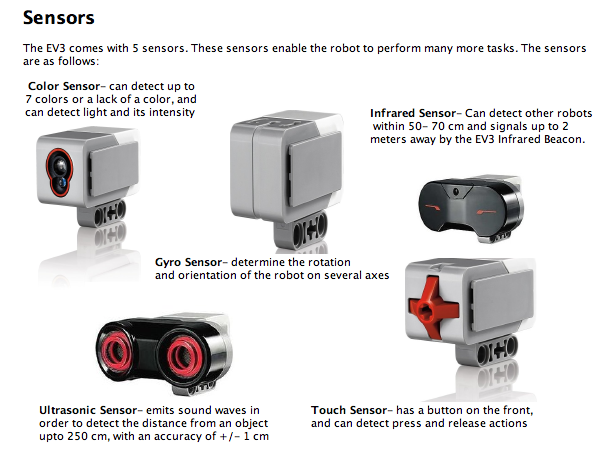 Sensors
The EV3 comes with 5 sensors. These sensors enable the robot to perform many more tasks. The sensors
are as follows:
Color Sensor– can detect up to
7 colors or a lack of a color, and
can detect light and its intensity
Infrared Sensor– Can detect other robots
within 50– 70 cm and signals up to 2
meters away by the EV3 Infrared Beacon.
Gyro Sensor– determine the rotation
and orientation of the robot on several axes
Ultrasonic Sensor– emits sound waves in
order to detect the distance from an object
upto 250 cm, with an accuracy of +/– 1 cm
Touch Sensor– has a button on the front,
and can detect press and release actions